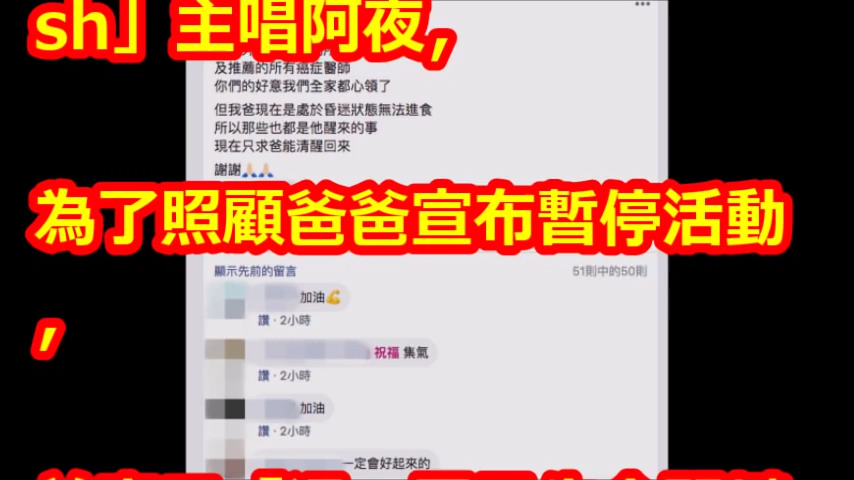 sh」主唱阿夜,
及推薦的所有癌症醫師
你們的好意我們全家都心領了
但我爸現在是處於昏迷狀態無法進食
所以那些也都是他醒來的事
現在只求爸能清醒回來
謝謝🙏🏻🙏🏻
為了照顧爸爸宣布暫停活動
,
顯示先前的留言 51則中的50則
加油💪
讚 · 2小時
祝福 集氣
讚 · 2小時
加油
讚 · 2小時
一定會好起來的